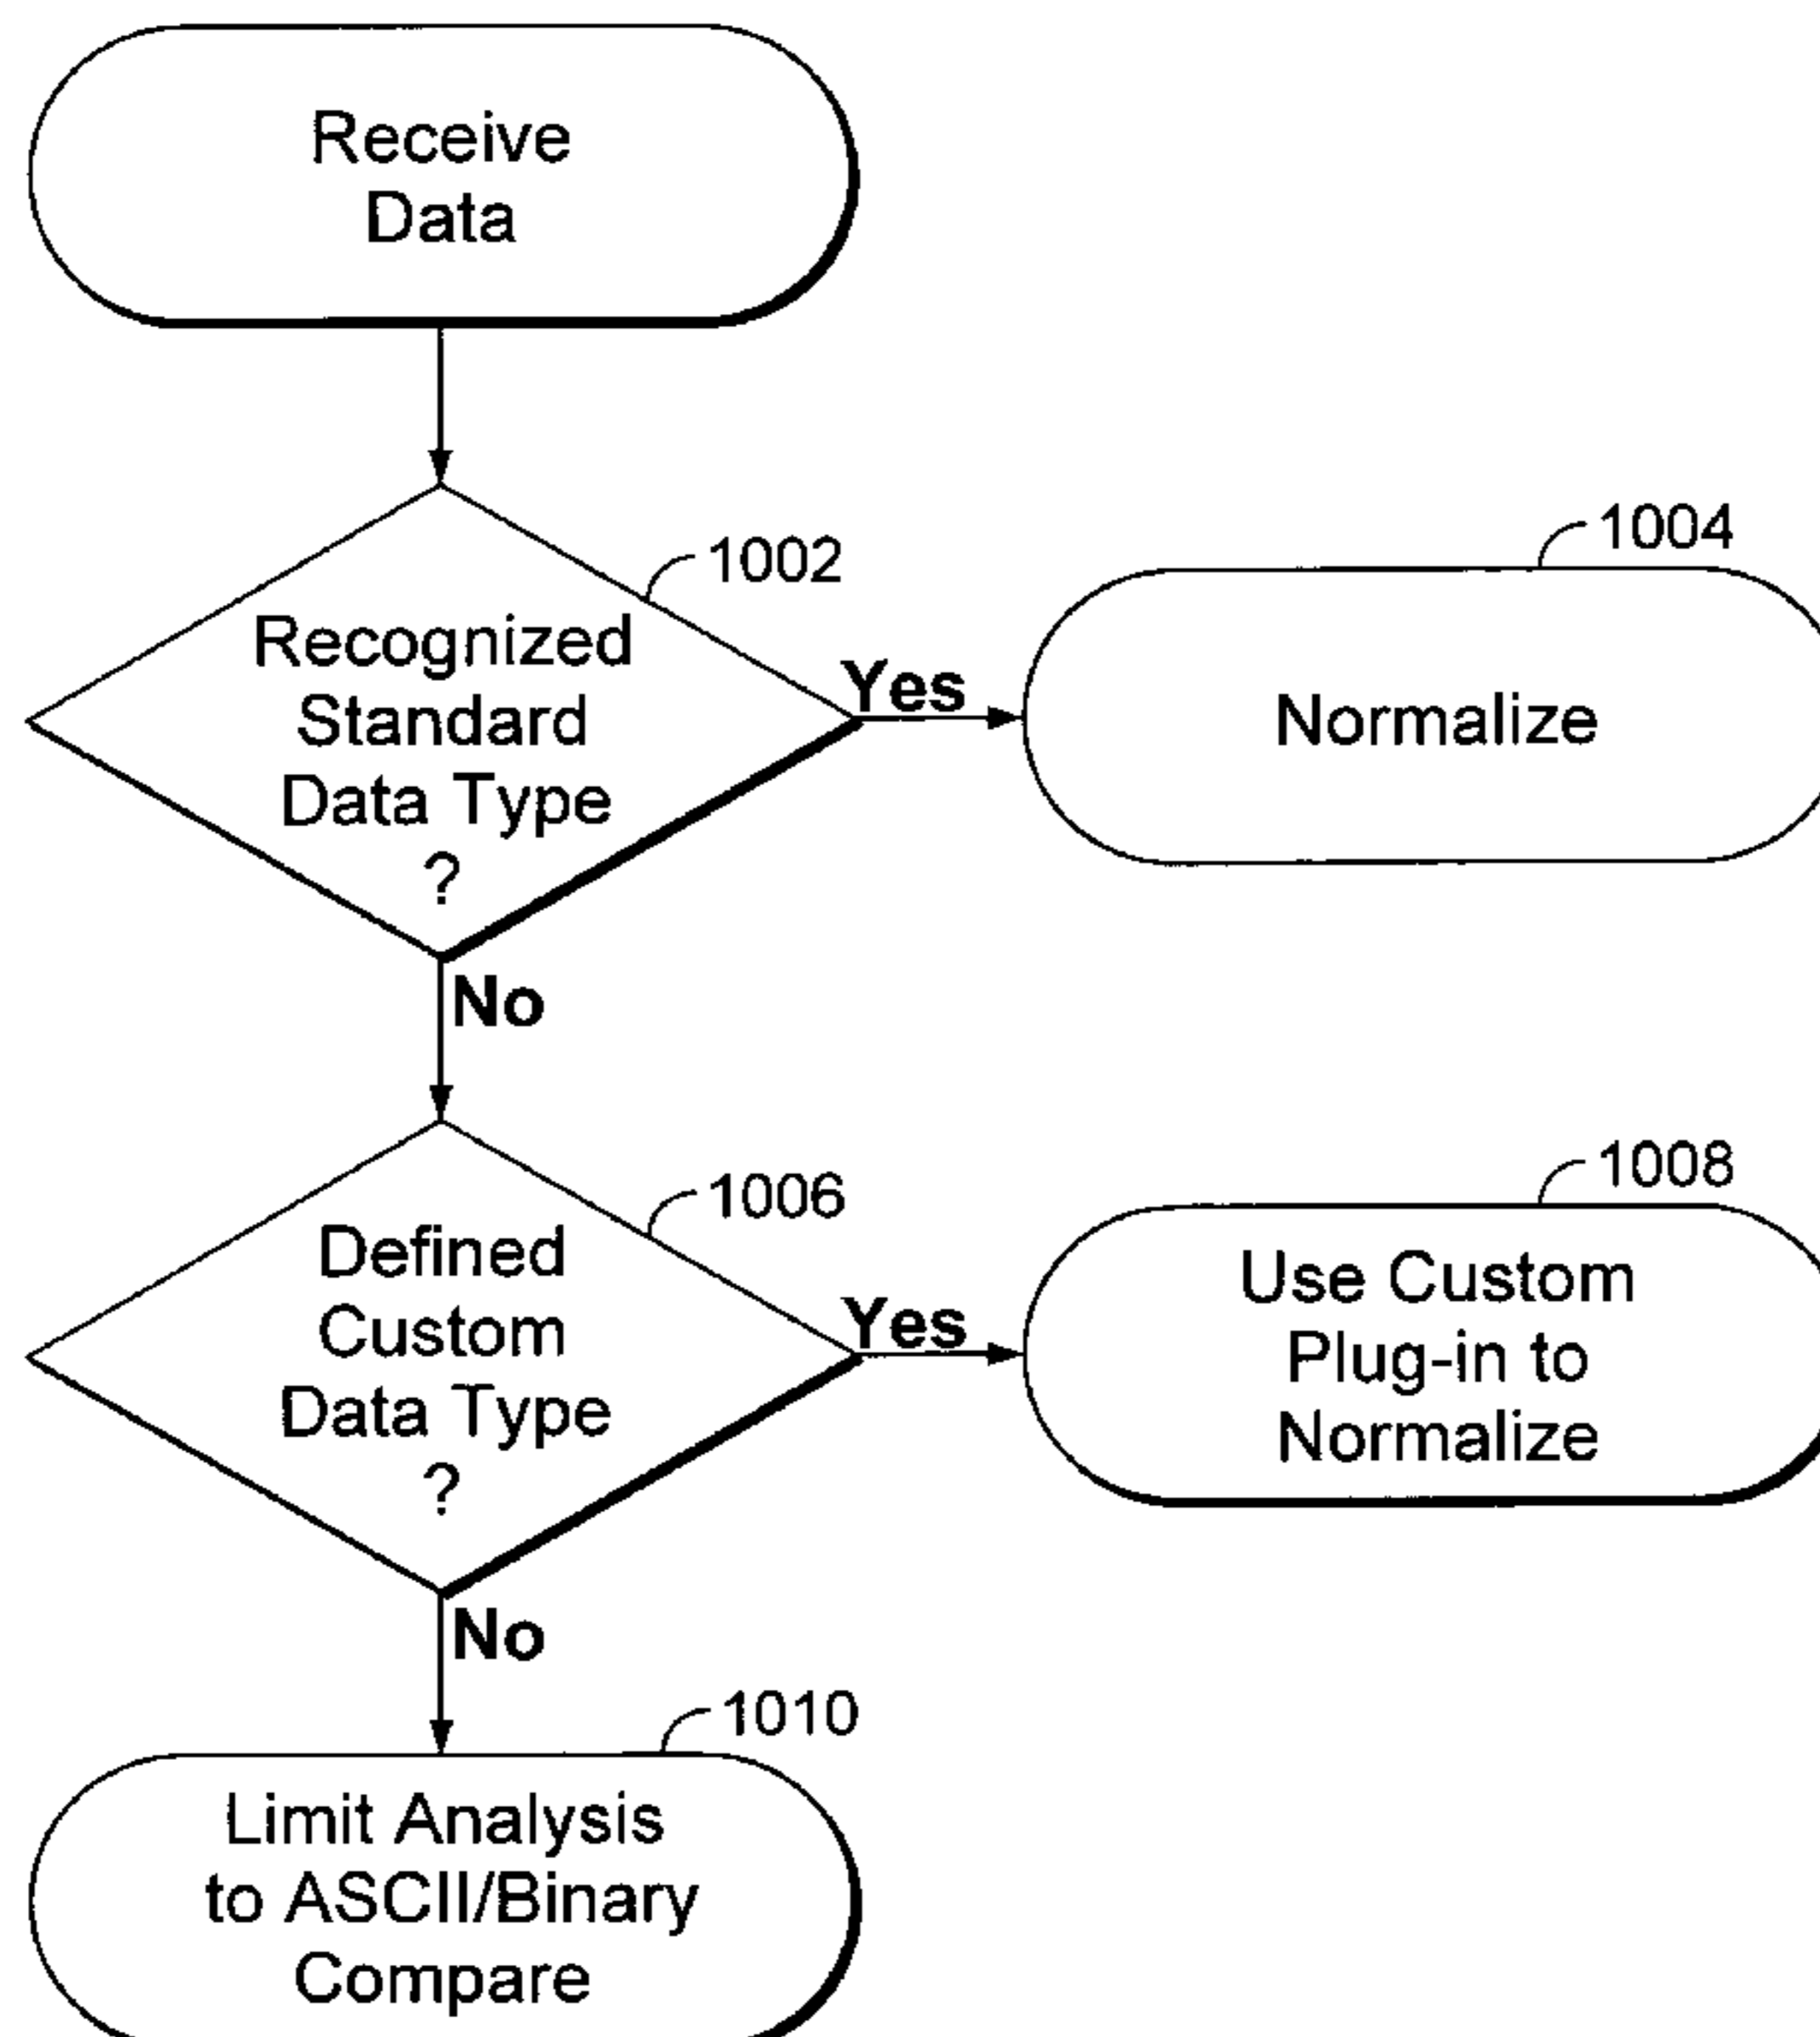 Receive
Data
1002
Recognized
Standard
Data Type
?
Yes
1004
Normalize
No
1006
Defined
Custom
Data Type
?
Yes
1008
Use Custom
Plug-in to
Normalize
No
1010
Limit Analysis
to ASCII/Binary
Compare